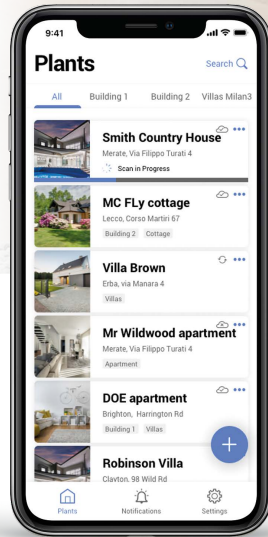 9:41
Plants
Search
All Building 1 Building 2 Villas Milan3
Smith Country House
Merate, Via Filippo Turati 4
Scan in Progress
MC FLy cottage
Lecco, Corso Martiri 67
Building 2 Cottage
Villa Brown
Erba, via Manara 4
Villas
Mr Wildwood apartment
Merate, Via Filippo Turati 4
Apartment
DOE apartment
Brighton, Harrington Rd
Building 1 Villas
Robinson Villa
Clayton, 98 Wild Rd
Plants Notifications Settings